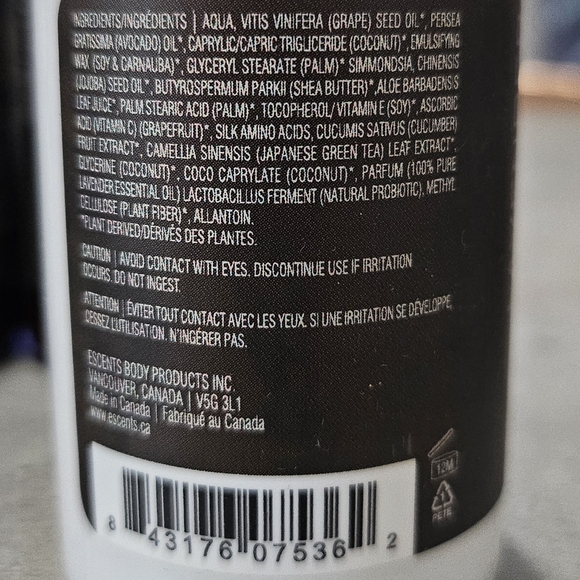 INGREDIENTS/INGRÉDIENTS | AQUA, VITIS VINIFERA (GRAPE) SEED OIL*, PERSEA
GRATISSIMA (AVOCADO) OIL*, CAPRYLIC/CAPRIC TRIGLICERIDE (COCONUT)*, EMULSIFYING
WAX (SOY & CARNAUBA)*, GLYCERYL STEARATE (PALM)* SIMMONDSIA, CHINENSIS
(JOJOBA) SEED OIL*, BUTYROSPERMUM PARKII (SHEA BUTTER)*, ALOE BARBADENSIS
LEAF JUICE*, PALM STEARIC ACID (PALM)*, TOCOPHEROL/ VITAMIN E (SOY)*, ASCORBIC
ACID (VITAMIN C) (GRAPEFRUIT)*, SILK AMINO ACIDS, CUCUMIS SATIVUS (CUCUMBER)
FRUIT EXTRACT*, CAMELLIA SINENSIS (JAPANESE GREEN TEA) LEAF EXTRACT*,
GLYCERINE (COCONUT)*, COCO CAPRYLATE (COCONUT)*, PARFUM (100% PURE
LAVENDER ESSENTIAL OIL) LACTOBACILLUS FERMENT (NATURAL PROBIOTIC), METHYL
CELLULOSE (PLANT FIBER)*, ALLANTOIN.
*PLANT DERIVED/DÉRIVÉS DES PLANTES.
CAUTION | AVOID CONTACT WITH EYES. DISCONTINUE USE IF IRRITATION
OCCURS. DO NOT INGEST.
ATTENTION | ÉVITER TOUT CONTACT AVEC LES YEUX. SI UNE IRRITATION SE DÉVELOPPE,
CESSEZ L'UTILISATION. N'INGÉRER PAS.
ESCENTS BODY PRODUCTS INC.
VANCOUVER, CANADA | V5G 3L1
Made in Canada | Fabriqué au Canada
www.escents.ca
12M
1
PETE
8 43176 07536 2